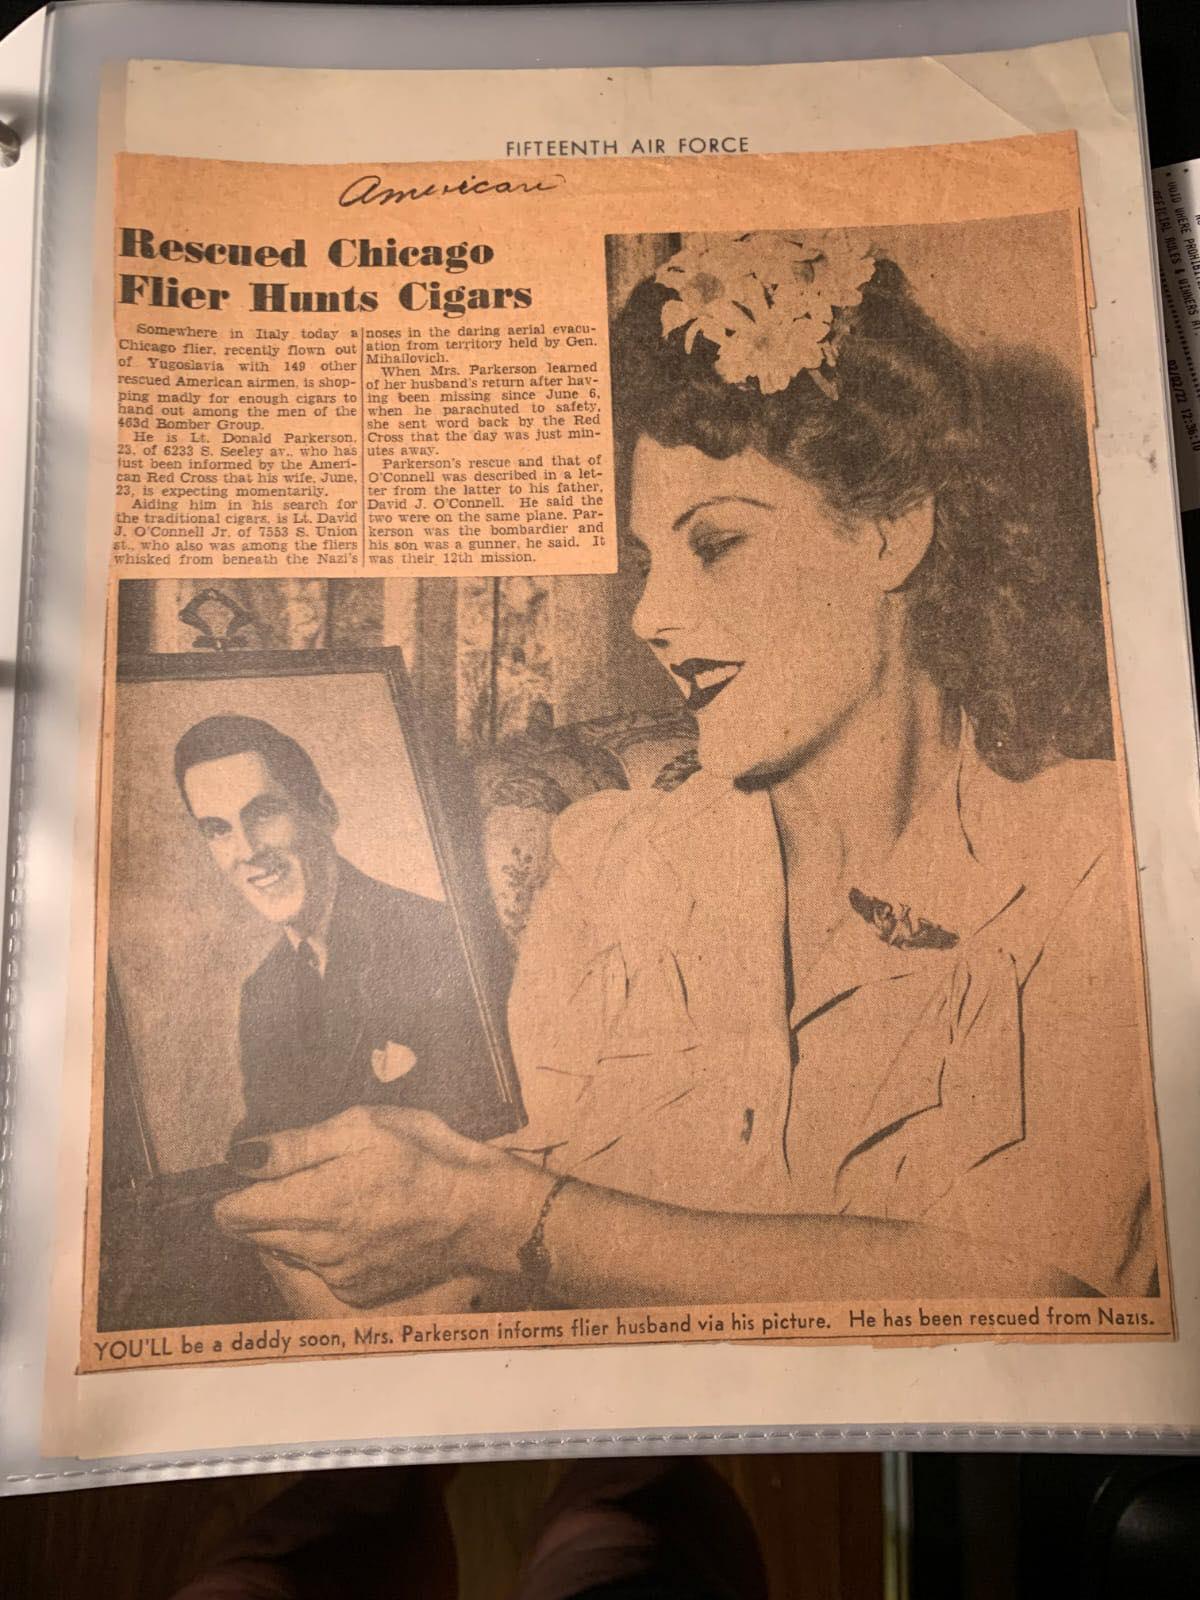 FIFTEENTH AIR FORCE
American
Rescued Chicago
Flier Hunts Cigars
Somewhere in Italy today a
Chicago flier, recently flown out
of Yugoslavia with 149 other
rescued American airmen, is shop-
ping madly for enough cigars to
hand out among the men of the
463d Bomber Group.
He is Lt. Donald Parkerson,
23, of 6233 S. Seeley av., who has
just been informed by the Ameri-
can Red Cross that his wife, June,
23, is expecting momentarily.
Aiding him in his search for
the traditional cigars, is Lt. David
J. O'Connell Jr. of 7553 S. Union
st., who also was among the fliers
whisked from beneath the Nazi's
noses in the daring aerial evacu-
ation from territory held by Gen.
Mihailovich.
When Mrs. Parkerson learned
of her husband's return after hav-
ing been missing since June 6,
when he parachuted to safety,
she sent word back by the Red
Cross that the day was just min-
utes away.
Parkerson's rescue and that of
O'Connell was described in a let-
ter from the latter to his father,
David J. O'Connell. He said the
two were on the same plane. Par-
kerson was the bombardier and
his son was a gunner, he said. It
was their 12th mission.
YOU'LL be a daddy soon, Mrs. Parkerson informs flier husband via his picture. He has been rescued from Nazis.
VOID WHERE PROHIBITED
OFFICIAL RULES & WINNERS AT